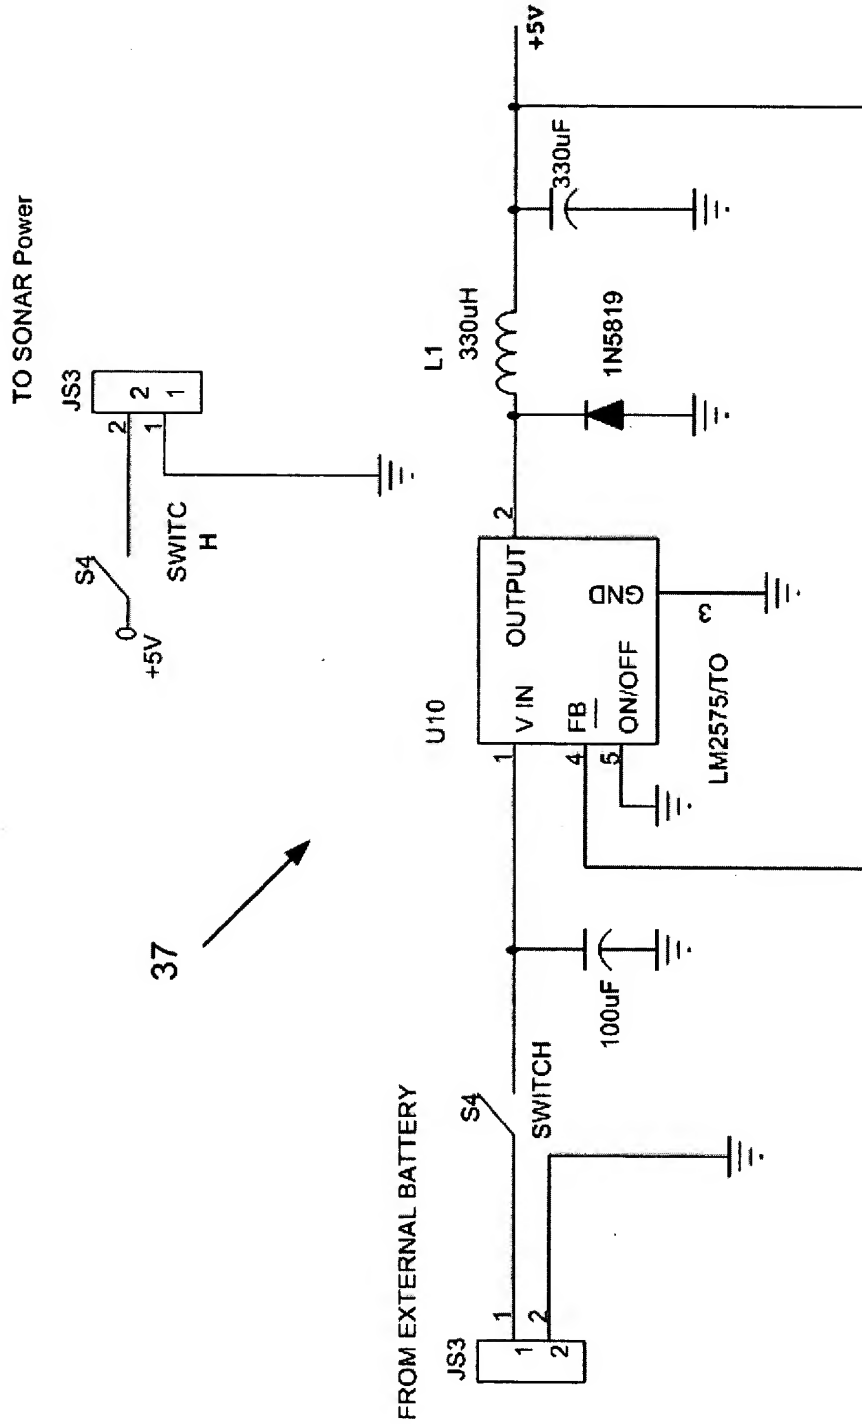 TO SONAR Power
JS3
2
1
2
1
S4
SWITC
H
0
+5V
37
U10
L1
330uH
330uF
+5V
1N5819
V IN
OUTPUT
FB
ON/OFF
GND
1
2
4
5
3
LM2575/TO
FROM EXTERNAL BATTERY
S4
SWITCH
100uF
JS3
1
2
1
2